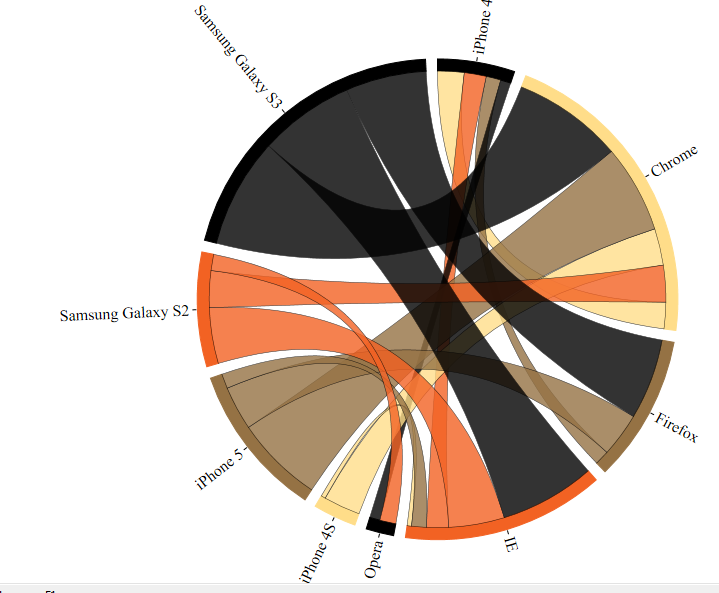 iPhone 4
Chrome
Firefox
IE
Opera
iPhone 4S
iPhone 5
Samsung Galaxy S2
Samsung Galaxy S3